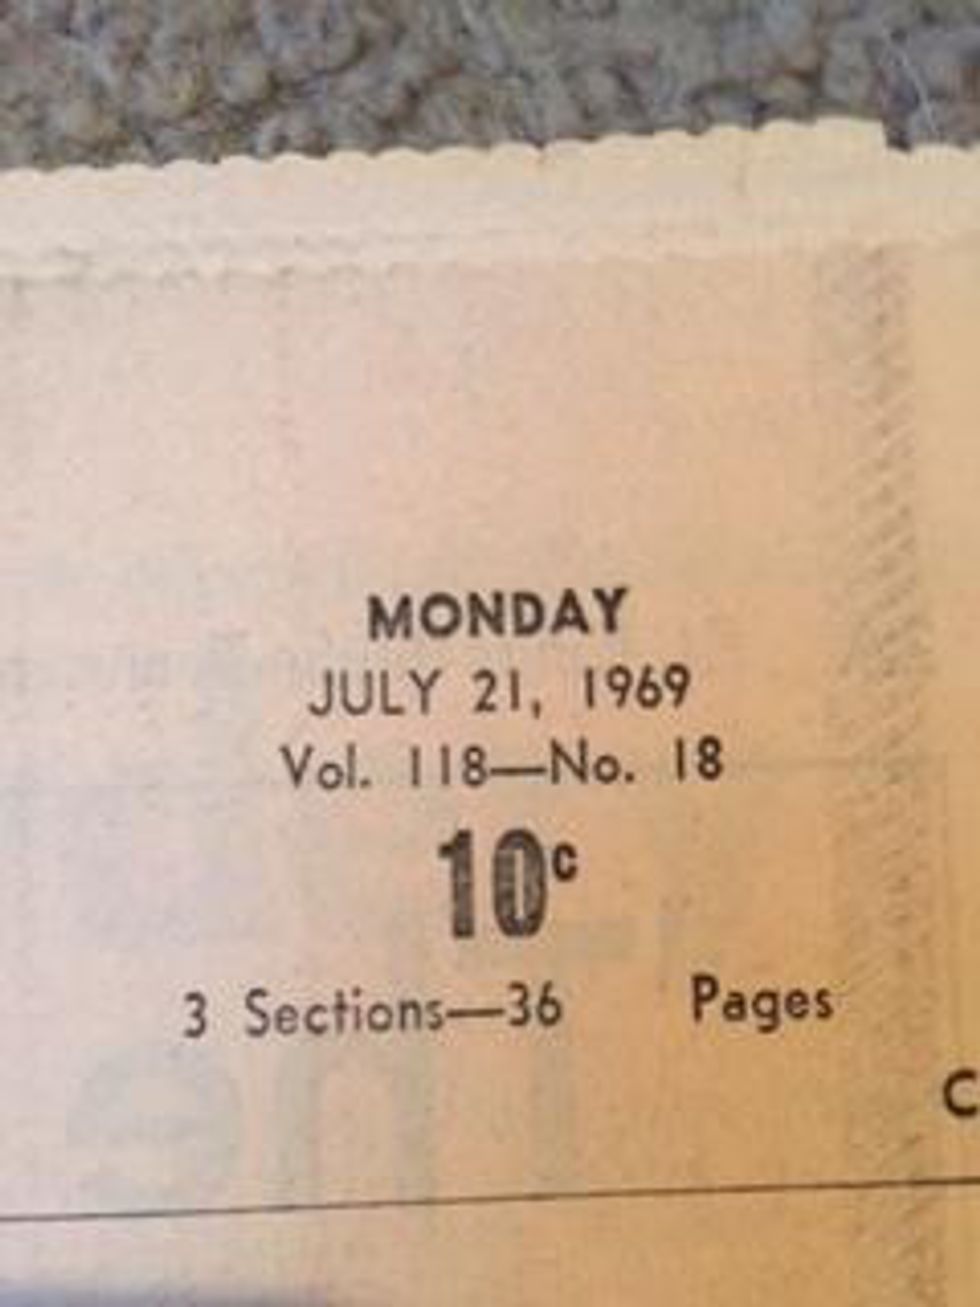 MONDAY
JULY 21, 1969
Vol. 118—No. 18
10c
3 Sections—36 Pages
C